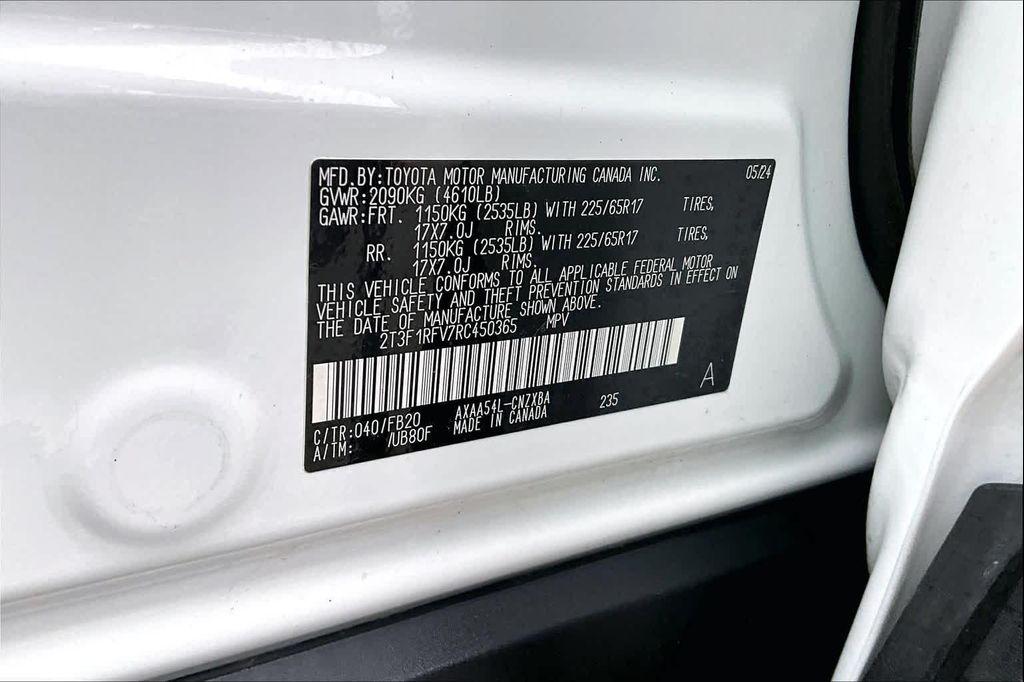 MFD.BY:TOYOTA MOTOR MANUFACTURING CANADA INC. 05/24
GVWR:2090KG (4610LB)
GAWR:FRT. 1150KG (2535LB) WITH 225/65R17 TIRES,
17X7.0J RIMS.
RR. 1150KG (2535LB) WITH 225/65R17 TIRES,
17X7.0J RIMS.
THIS VEHICLE CONFORMS TO ALL APPLICABLE FEDERAL MOTOR
VEHICLE SAFETY AND THEFT PREVENTION STANDARDS IN EFFECT ON
THE DATE OF MANUFACTURE SHOWN ABOVE.
2T3F1RFV7RC450365 MPV
A
C/TR:040/FB20 AXAA54L-CNZXBA 235
A/TM: /UB80F MADE IN CANADA